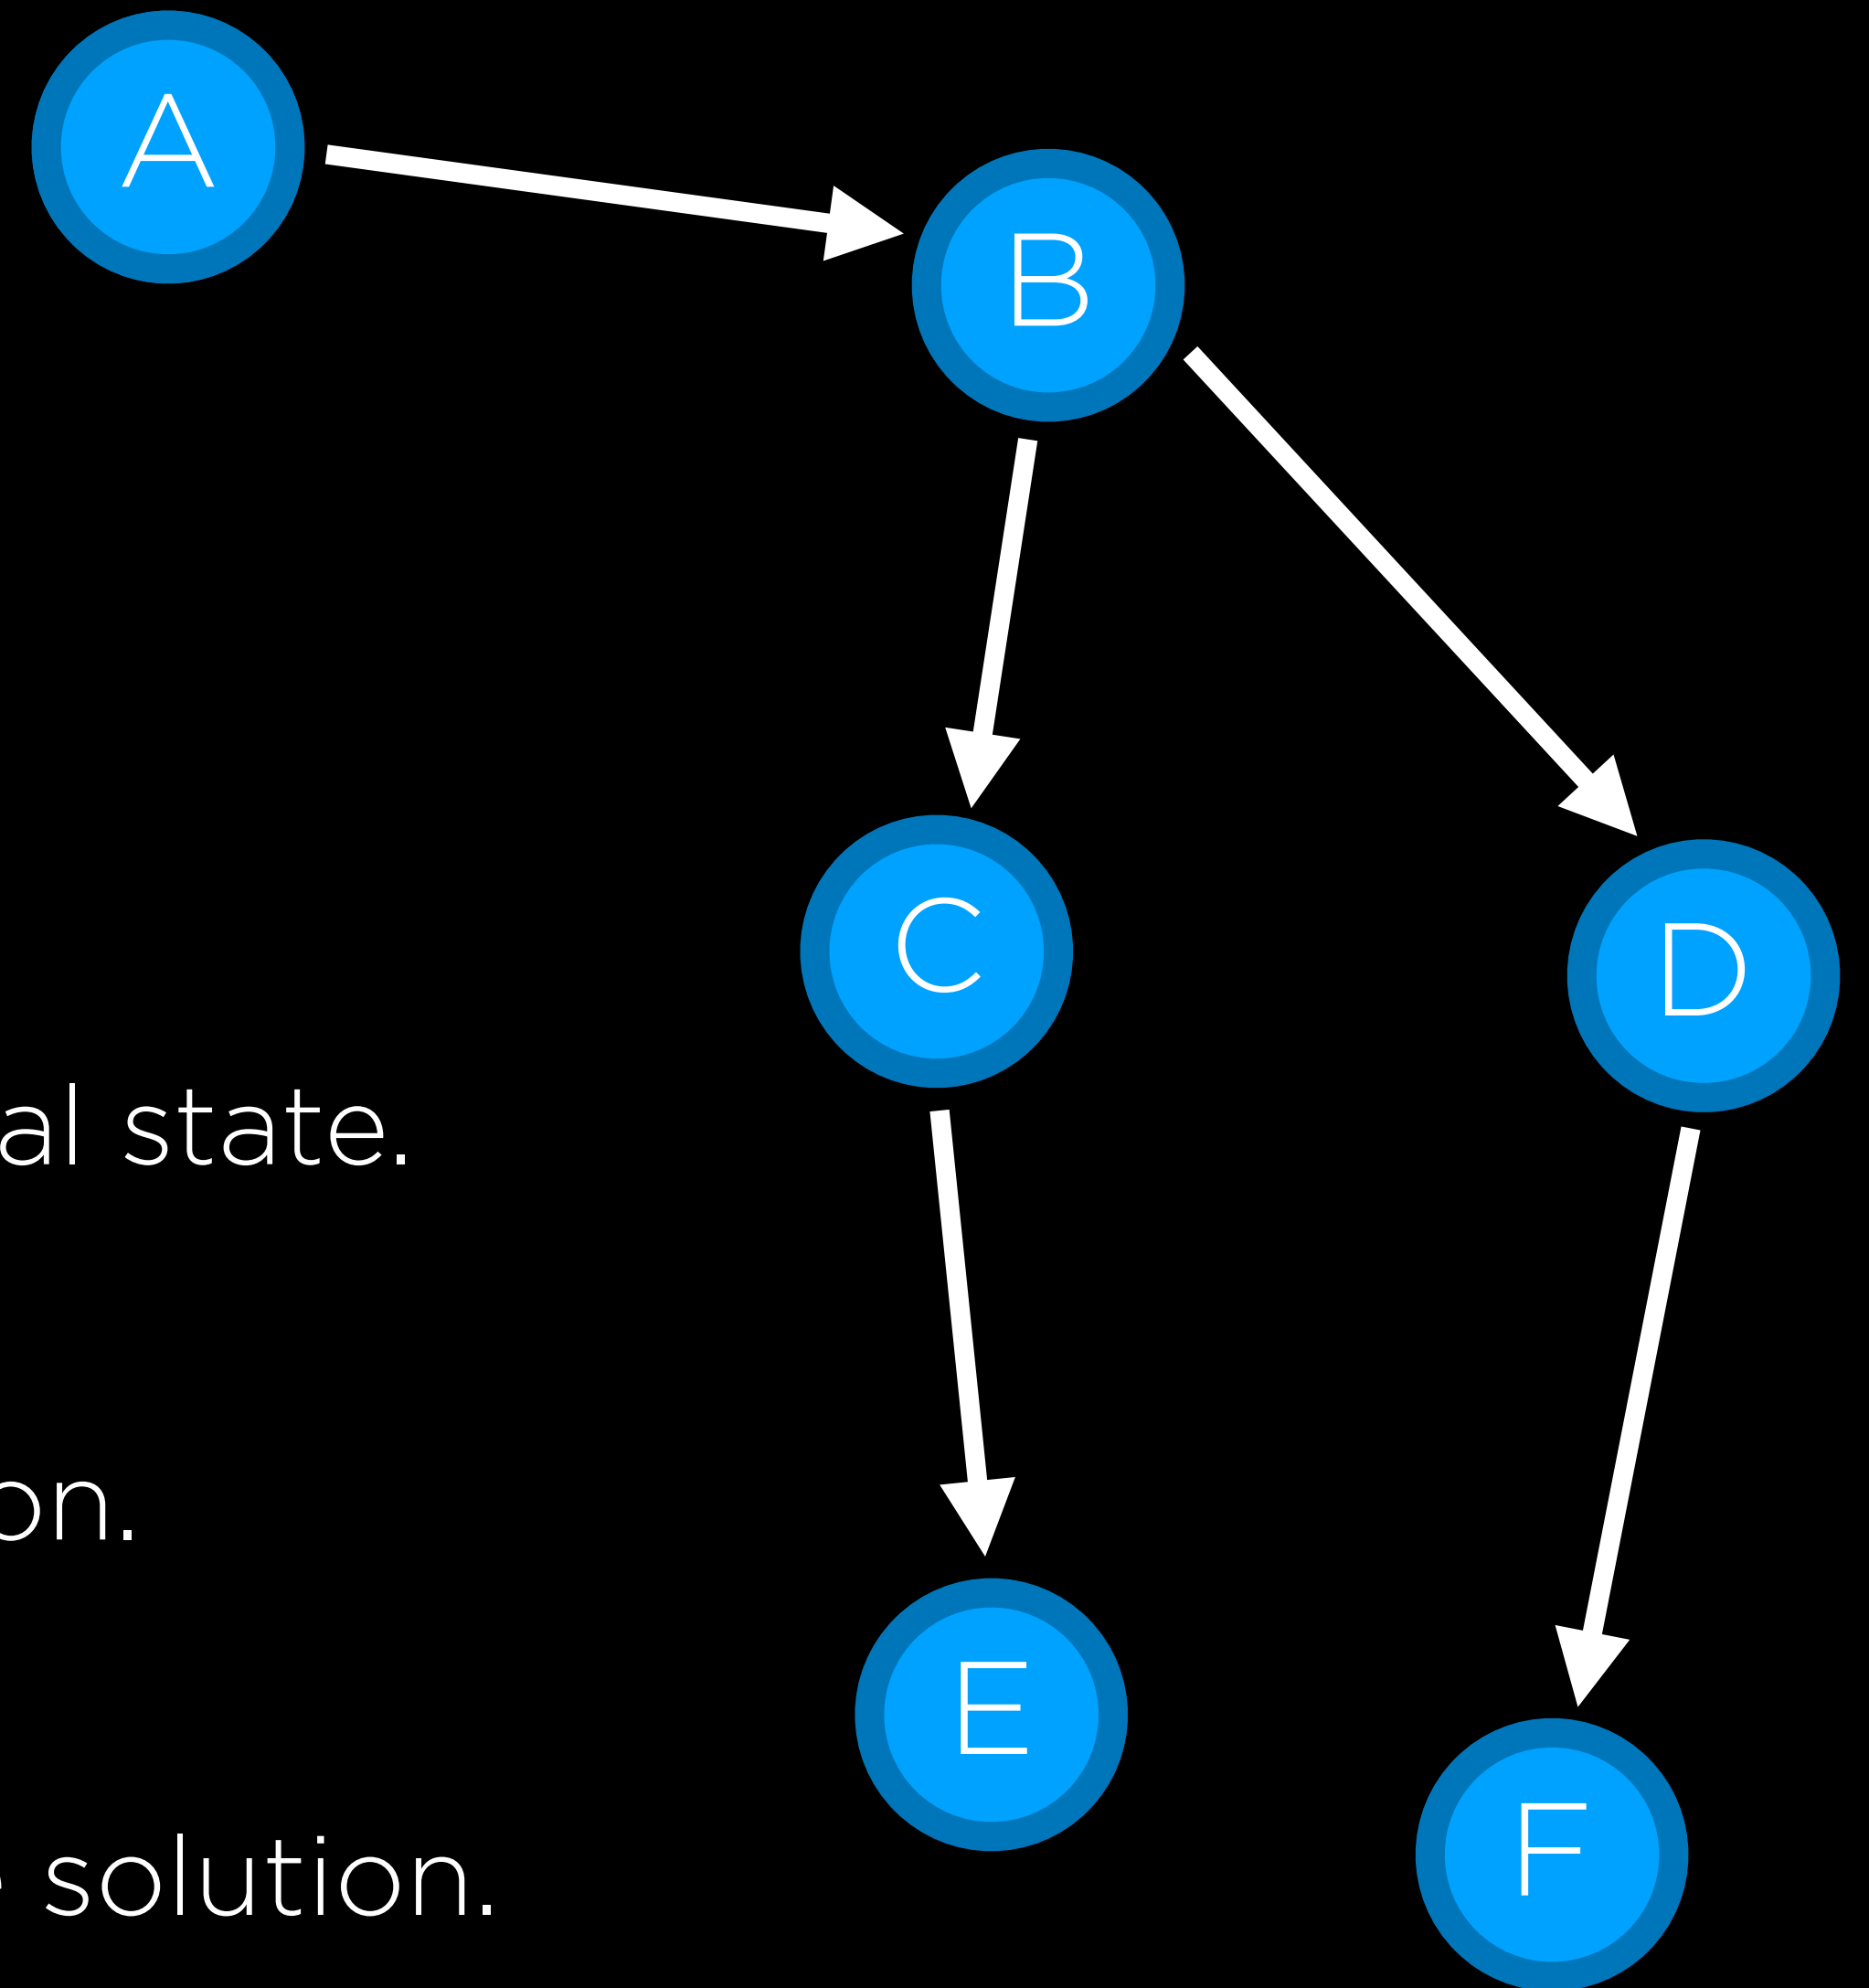 A
B
C
D
al state.
on.
E
solution.
F